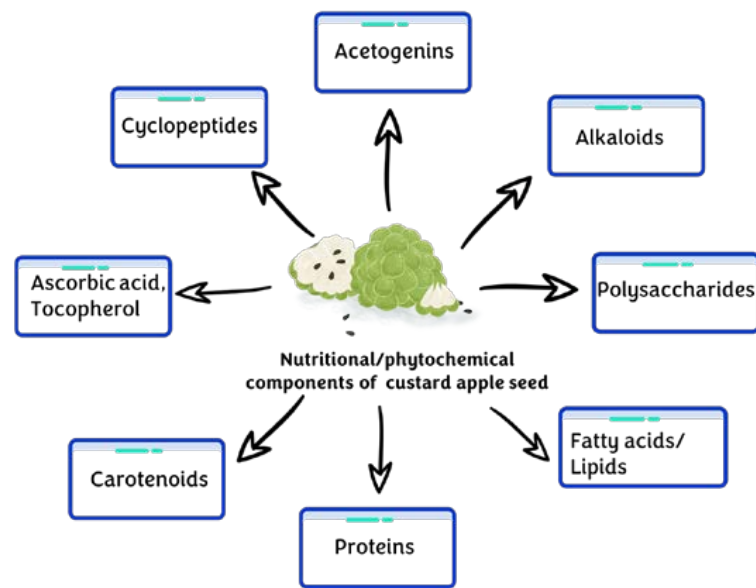 Acetogenins
Cyclopeptides
Alkaloids
Ascorbic acid,
Tocopherol
Polysaccharides
Nutritional/phytochemical
components of custard apple seed
Carotenoids
Fatty acids/
Lipids
Proteins